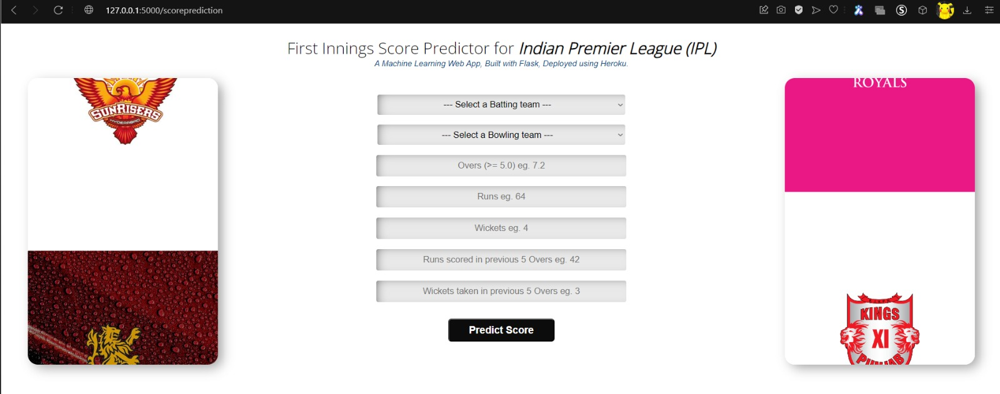 127.0.0.1:5000/scoreprediction
First Innings Score Predictor for Indian Premier League (IPL)
A Machine Learning Web App, Built with Flask, Deployed using Heroku.
SUNRISERS
HYDERABAD
ROYALS
--- Select a Batting team ---
--- Select a Bowling team ---
Overs (>= 5.0) eg. 7.2
Runs eg. 64
Wickets eg. 4
Runs scored in previous 5 Overs eg. 42
Wickets taken in previous 5 Overs eg. 3
Predict Score
KINGS
XI
PUNJAB